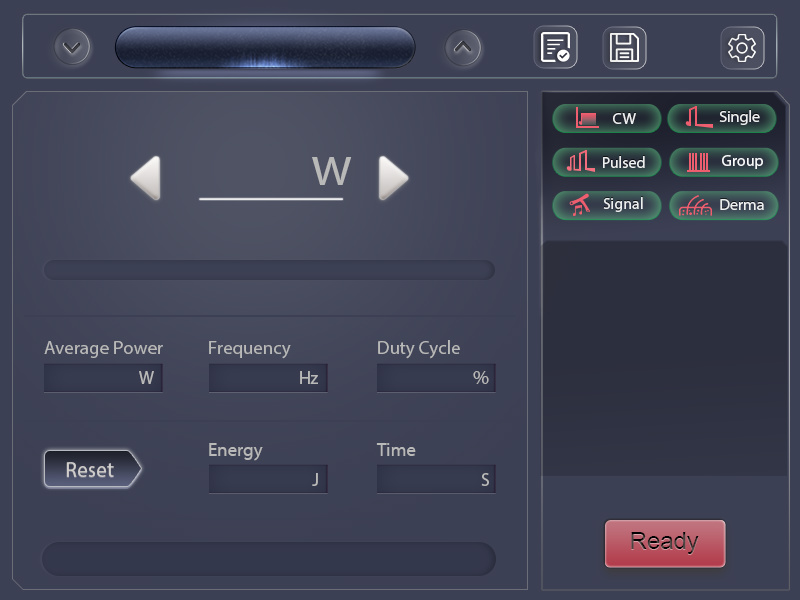 W
CW
Single
Pulsed
Group
Signal
Derma
Average Power
Frequency
Duty Cycle
W
Hz
%
Reset
Energy
Time
J
S
Ready